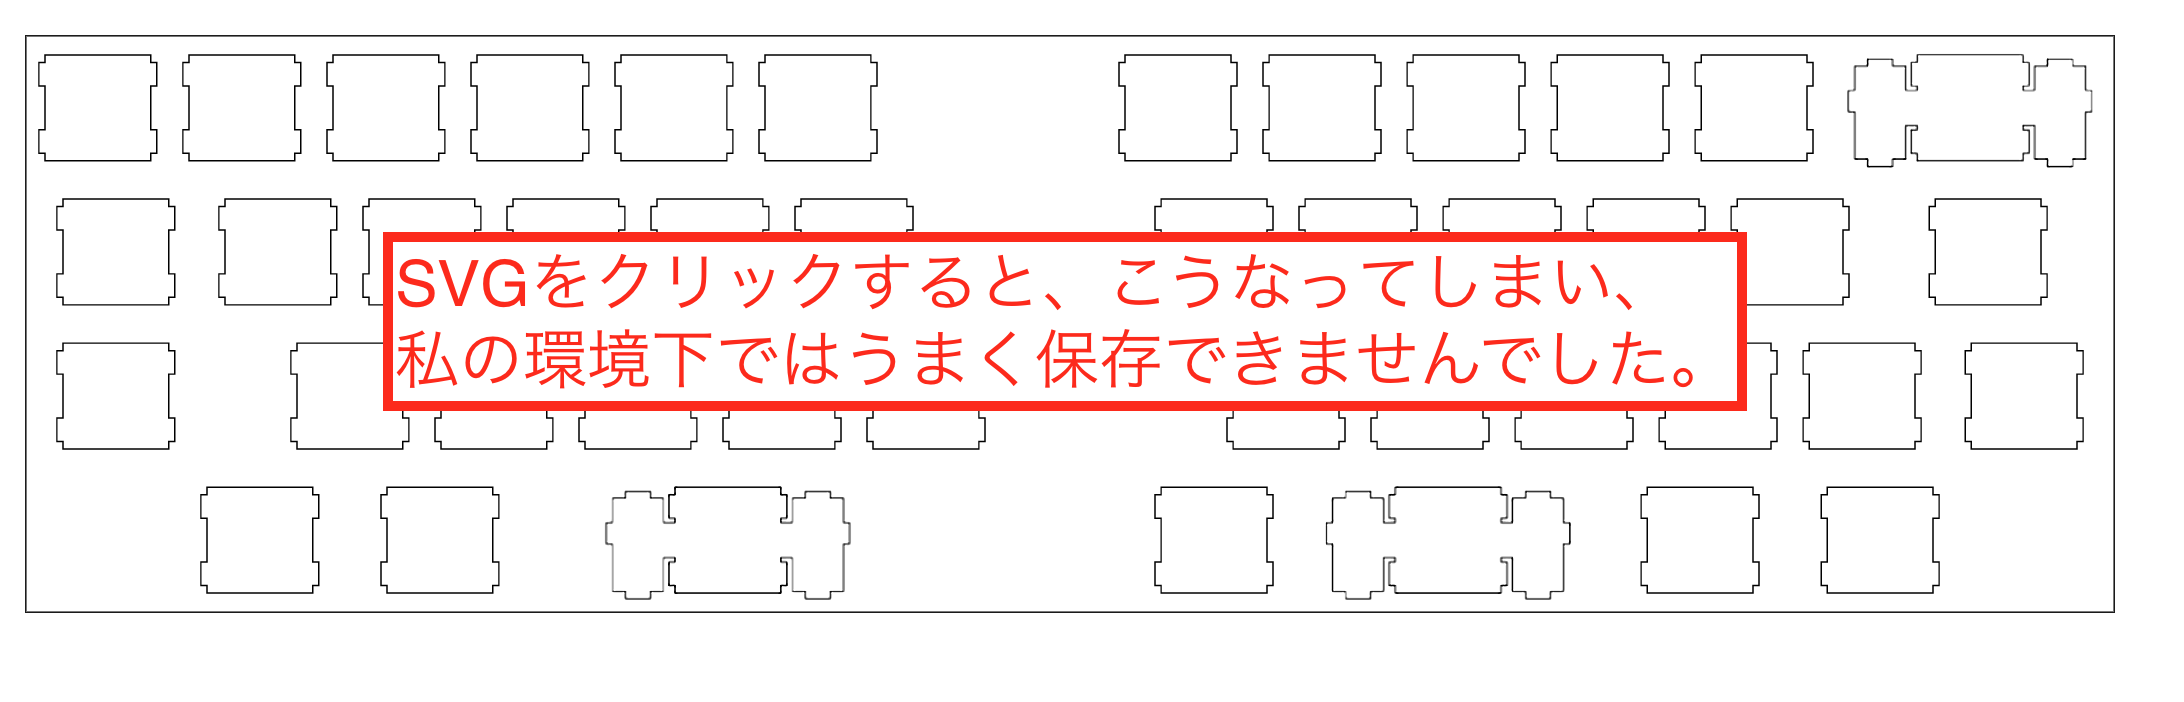 SVGをクリックすると、こうなってしまい、
私の環境下ではうまく保存できませんでした。